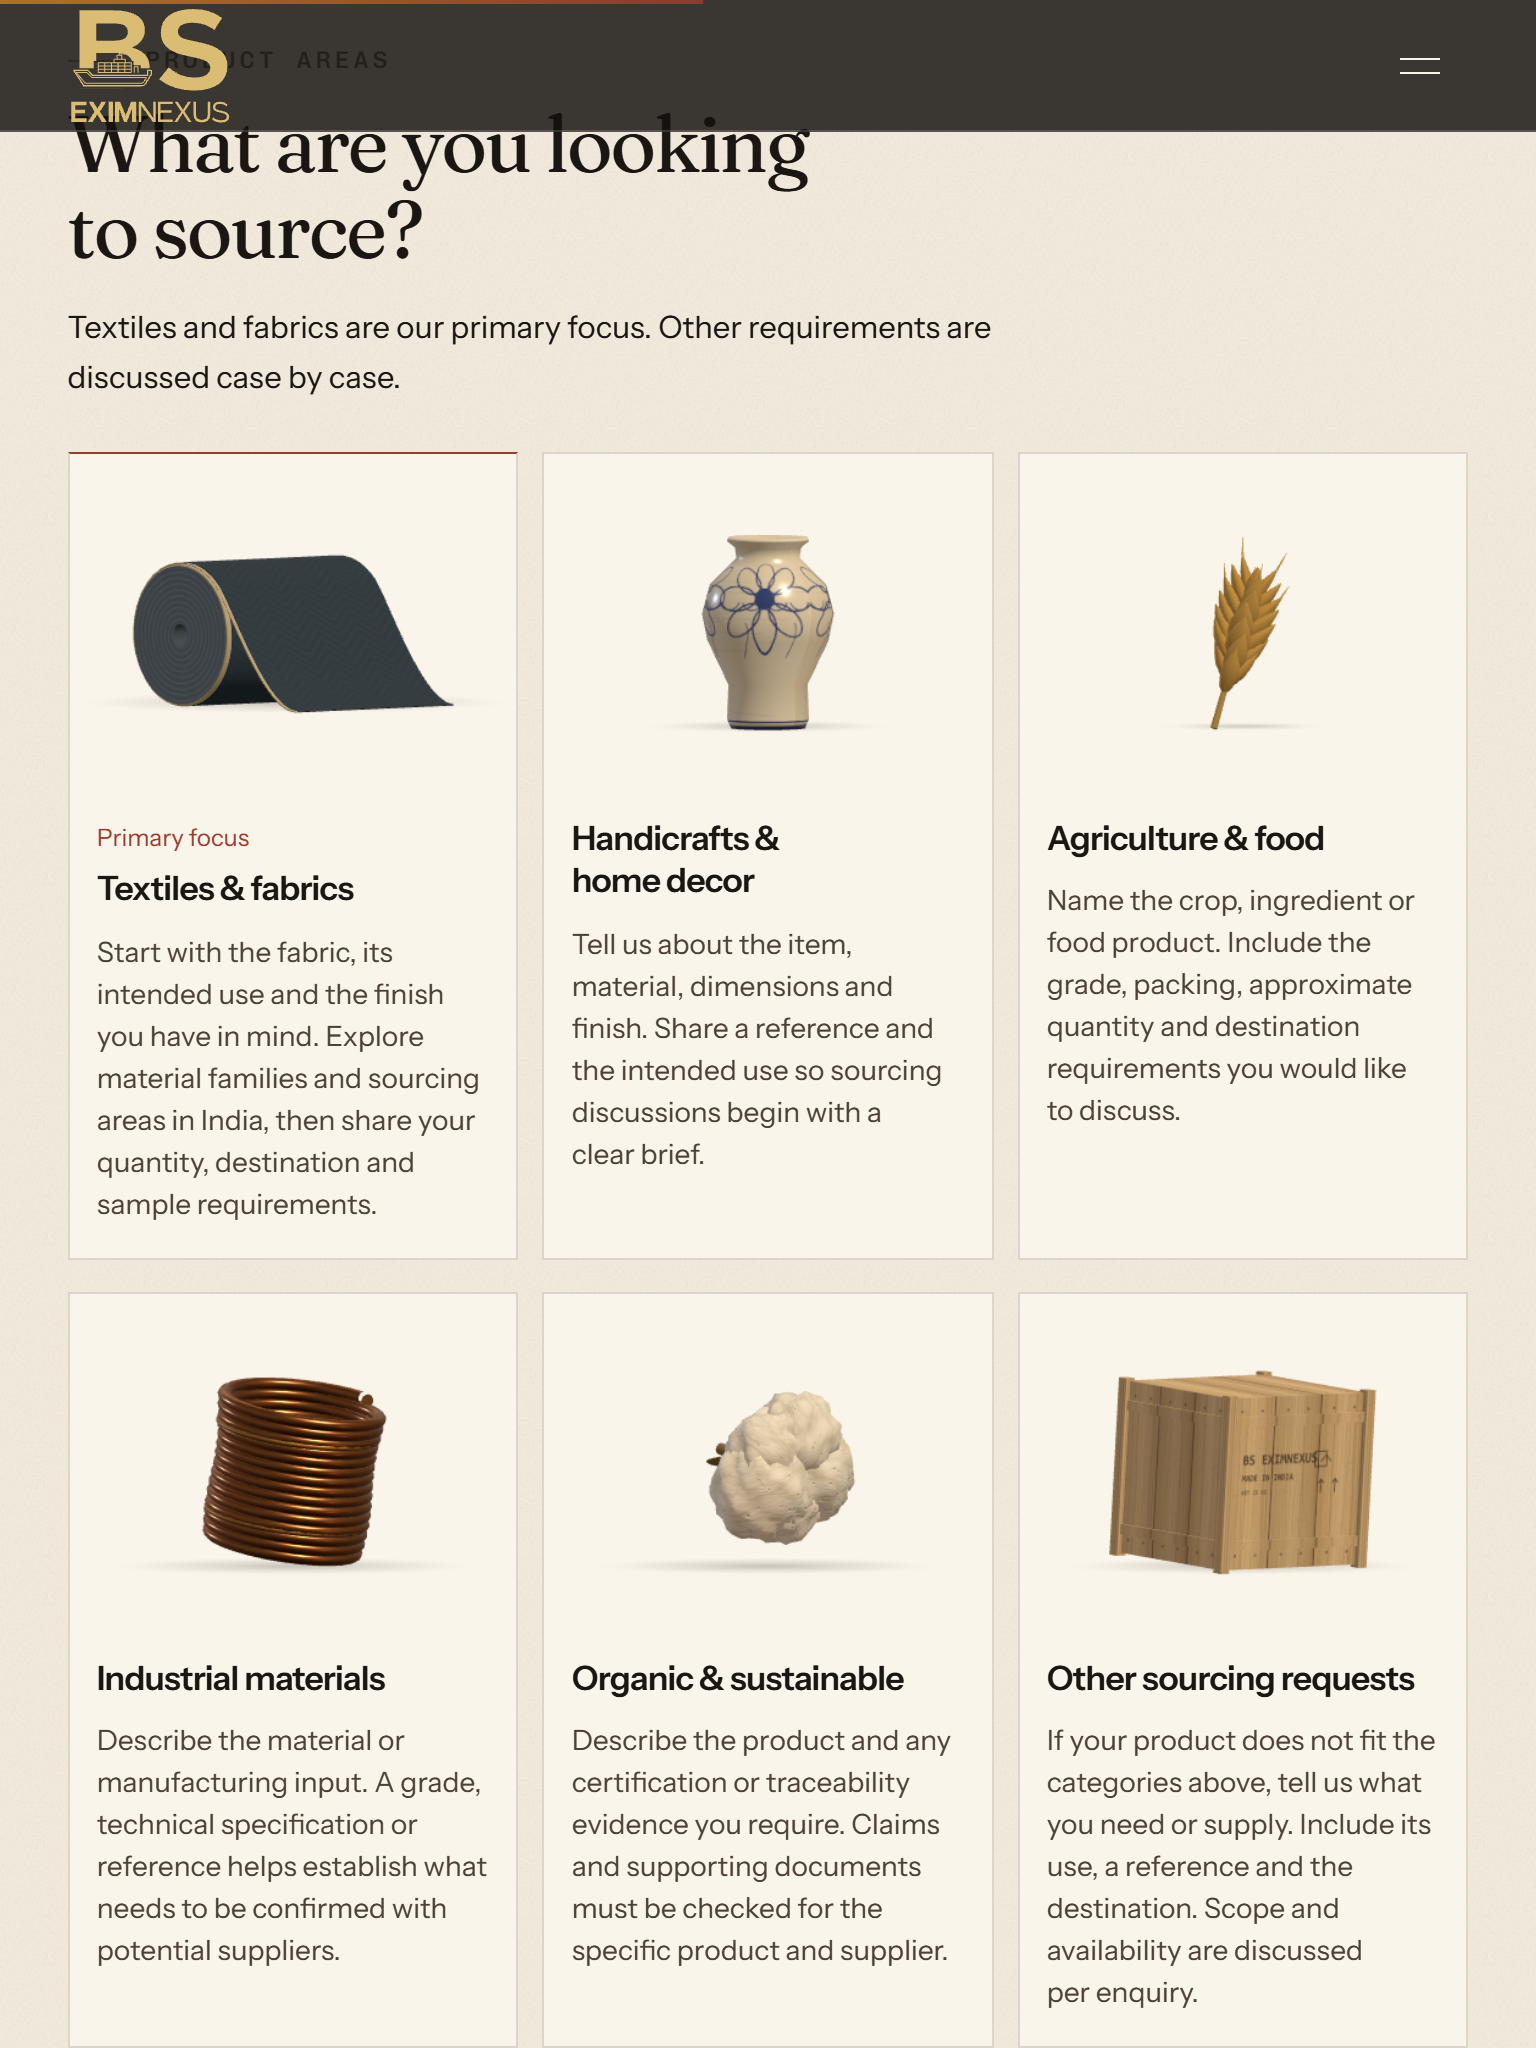 BS
EXIMNEXUS
PRODUCT AREAS
What are you looking
to source?
Textiles and fabrics are our primary focus. Other requirements are
discussed case by case.
Primary focus
Textiles & fabrics
Start with the fabric, its
intended use and the finish
you have in mind. Explore
material families and sourcing
areas in India, then share your
quantity, destination and
sample requirements.
Handicrafts &
home decor
Tell us about the item,
material, dimensions and
finish. Share a reference and
the intended use so sourcing
discussions begin with a
clear brief.
Agriculture & food
Name the crop, ingredient or
food product. Include the
grade, packing, approximate
quantity and destination
requirements you would like
to discuss.
Industrial materials
Describe the material or
manufacturing input. A grade,
technical specification or
reference helps establish what
needs to be confirmed with
potential suppliers.
Organic & sustainable
Describe the product and any
certification or traceability
evidence you require. Claims
and supporting documents
must be checked for the
specific product and supplier.
BS EXIMNEXUS
MADE IN INDIA
Other sourcing requests
If your product does not fit the
categories above, tell us what
you need or supply. Include its
use, a reference and the
destination. Scope and
availability are discussed
per enquiry.